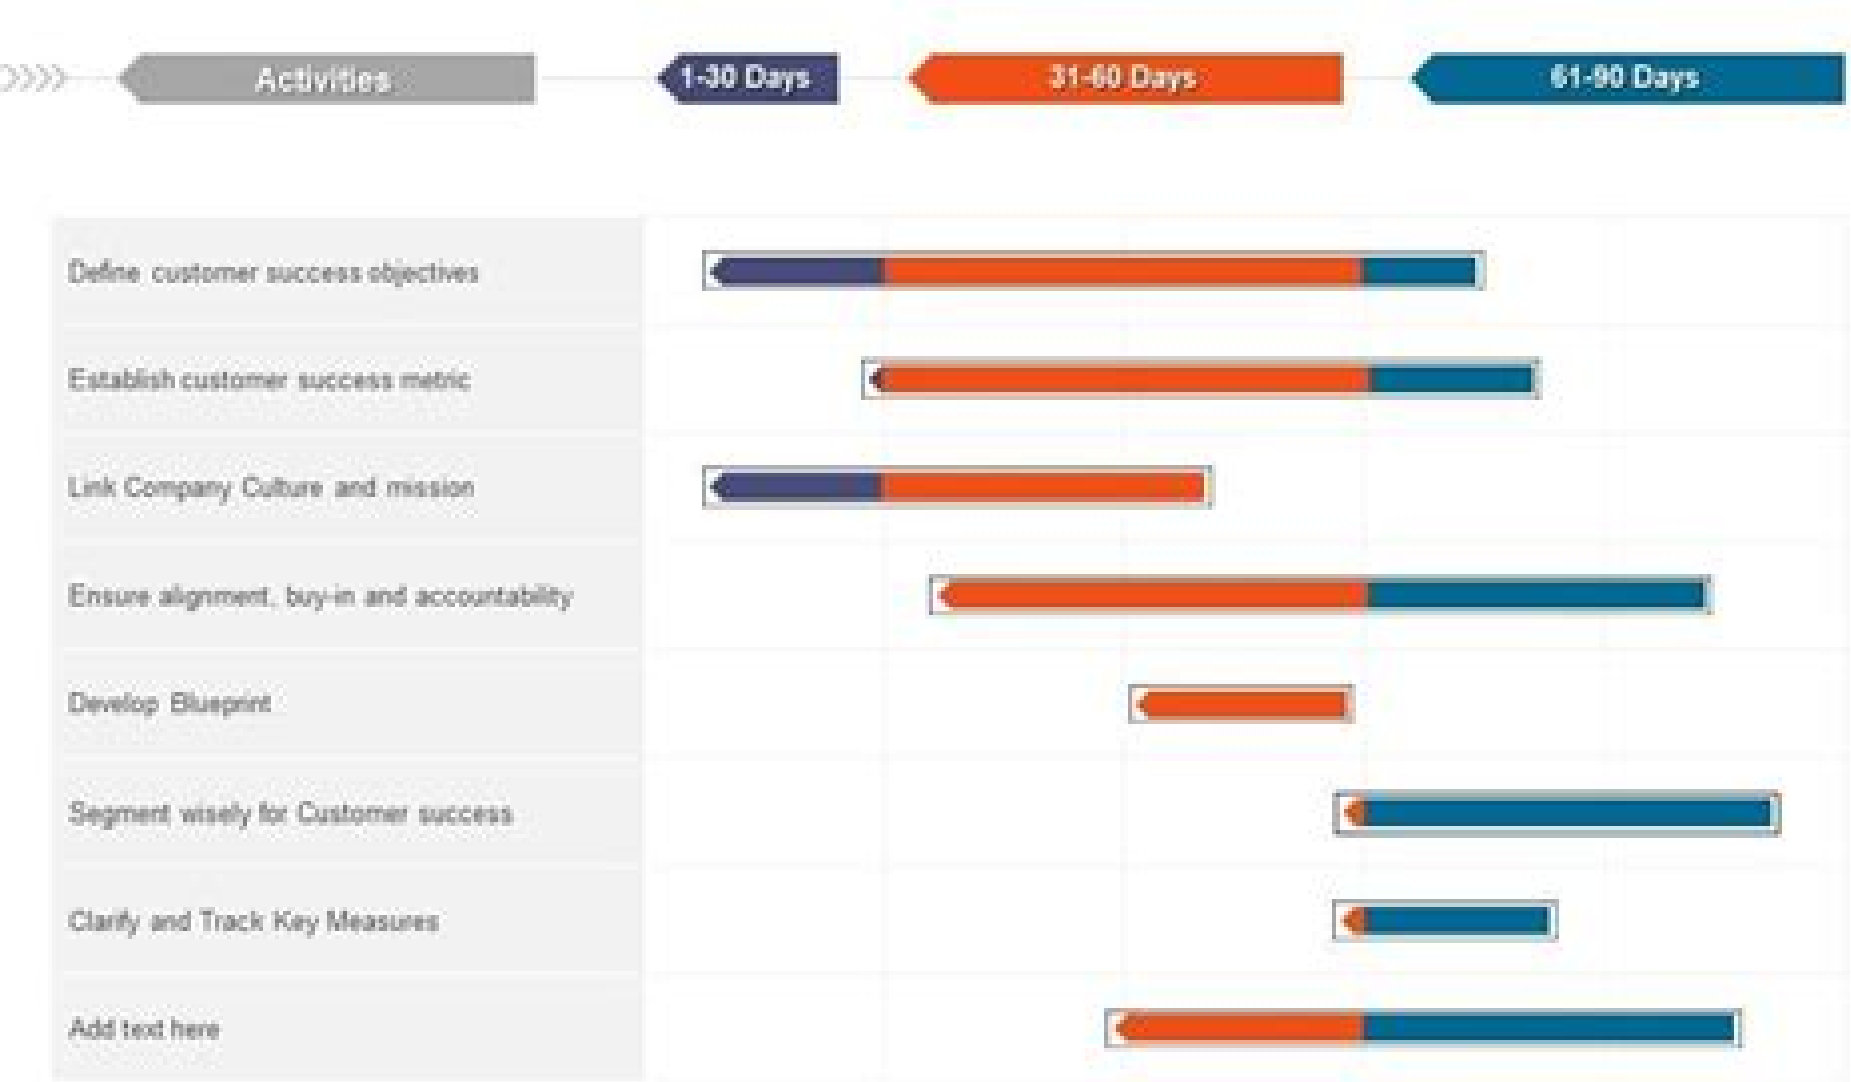 Activities
1-30 Days
31-60 Days
61-90 Days
Define customer success objectives
Establish customer success metric
Link Company Culture and mission
Ensure alignment, buy-in and accountability
Develop Blueprint
Segment wisely for Customer success
Clarify and Track Key Measures
Add text here